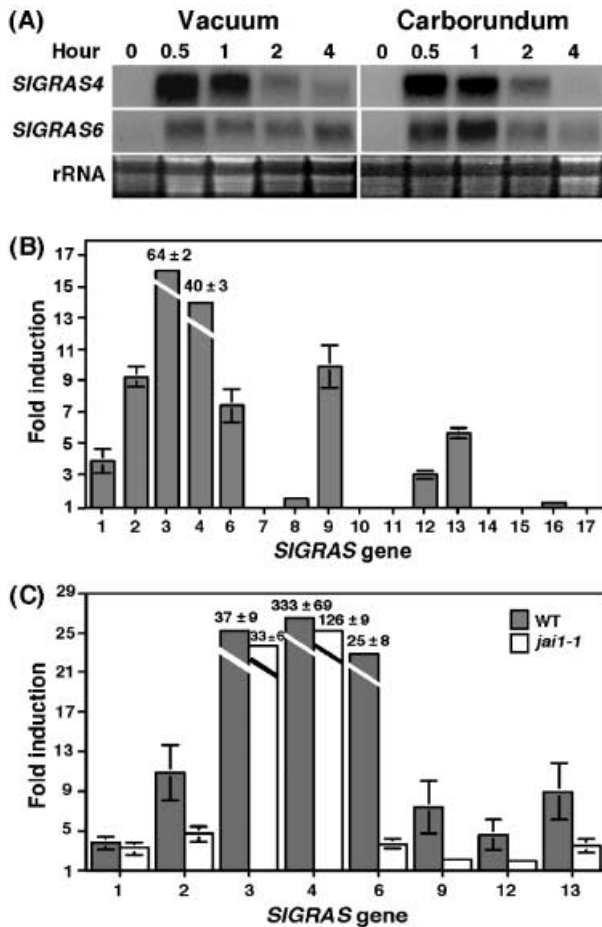 (A) Vacuum Carborundum
Hour 0 0.5 1 2 4 0 0.5 1 2 4
SlGRAS4
SlGRAS6
rRNA
(B)
Fold induction
17
15
13
11
9
7
5
3
1
64 ± 2
40 ± 3
1 2 3 4 6 7 8 9 10 11 12 13 14 15 16 17
SlGRAS gene
(C)
Fold induction
29
25
21
17
13
9
5
1
37 ± 9
33 ± 6
333 ± 69
126 ± 9
25 ± 8
WT
jai1-1
1 2 3 4 6 9 12 13
SlGRAS gene